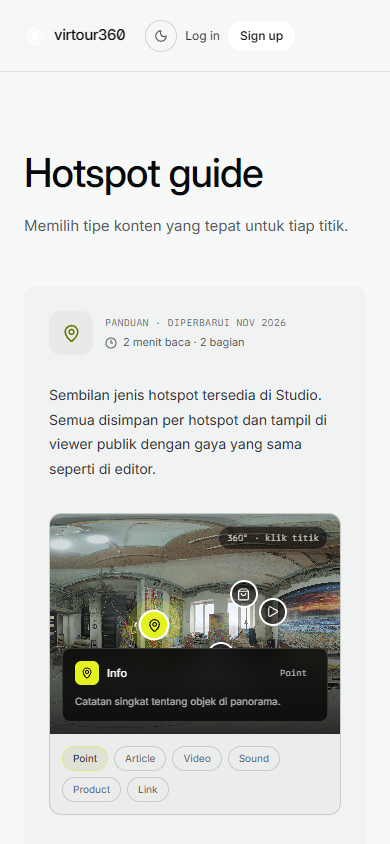 virtour360
Log in
Sign up
Hotspot guide
Memilih tipe konten yang tepat untuk tiap titik.
PANDUAN · DIPERBARUI NOV 2026
2 menit baca · 2 bagian
Sembilan jenis hotspot tersedia di Studio.
Semua disimpan per hotspot dan tampil di
viewer publik dengan gaya yang sama
seperti di editor.
360° · klik titik
Info
Point
Catatan singkat tentang objek di panorama.
Point
Article
Video
Sound
Product
Link